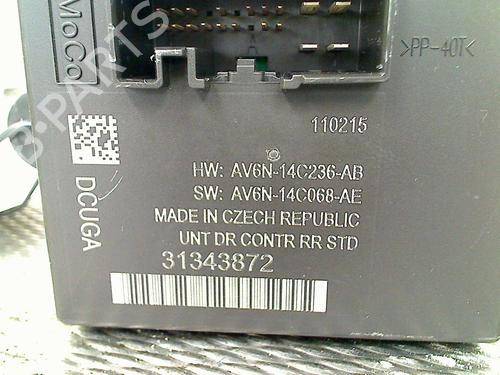 MoCo
>PP-40T<
110215
HW: AV6N-14C236-AB
SW: AV6N-14C068-AE
MADE IN CZECH REPUBLIC
UNT DR CONTR RR STD
31343872
DCUGA
B-PARTS